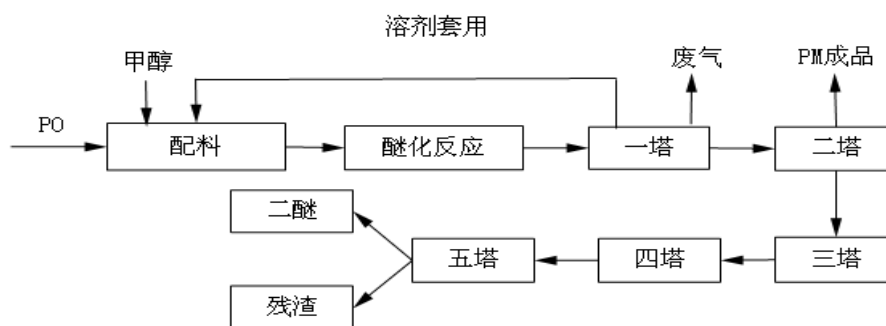 溶剂套用
甲醇
废气
PM成品
PO
配料
醚化反应
一塔
二塔
二醚
五塔
四塔
三塔
残渣